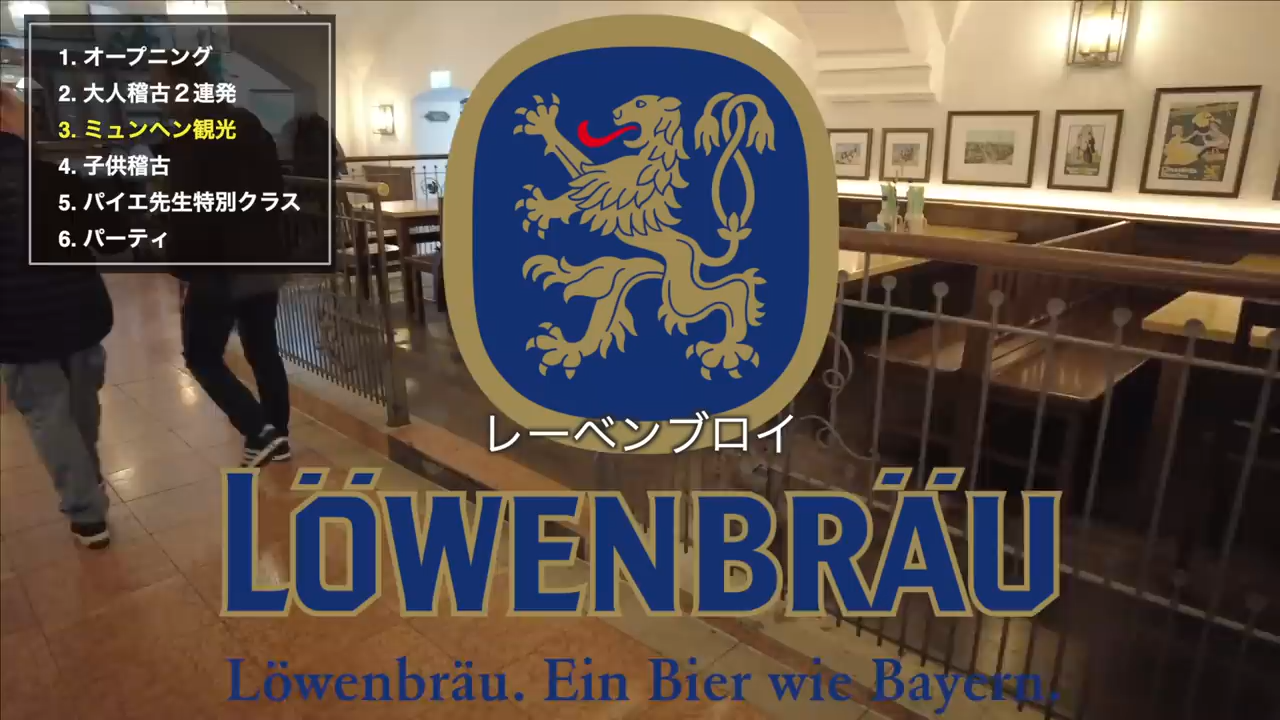 1. オープニング
2. 大人稽古２連発
3. ミュンヘン観光
4. 子供稽古
5. パイエ先生特別クラス
6. パーティ
レーベンブロイ
LÖWENBRÄU
Löwenbräu. Ein Bier wie Bayern.